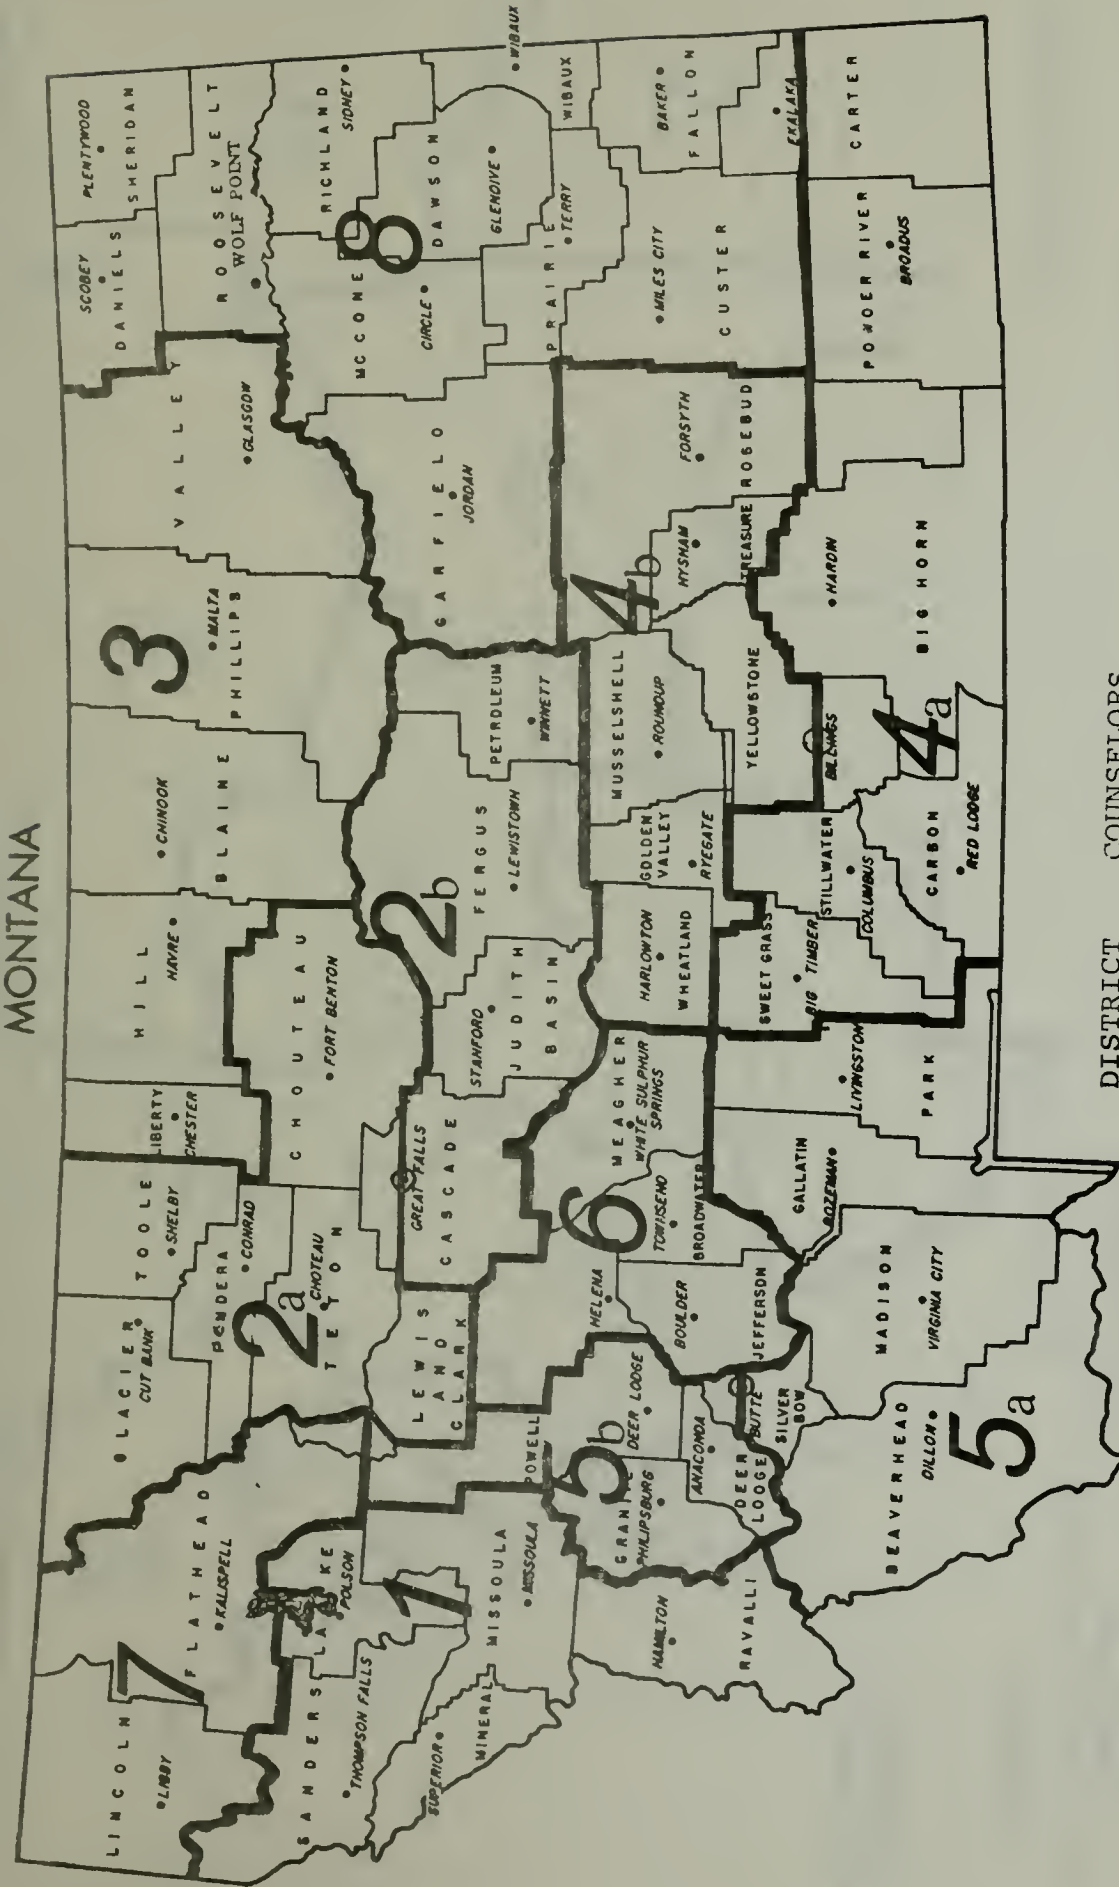 MONTANA
LINCOLN
LIBBY
7
FLATHEAD
KALISPELL
GLACIER
CUT BANK
TOOLE
SHELBY
PONDERA
CONRAD
2a
CHOTEAU
TETON
LIBERTY
CHESTER
HILL
HAVRE
CHOUTEAU
FORT BENTON
BLAINE
CHINOOK
3
MALTA
PHILLIPS
VALLEY
GLASGOW
SCOBEY
DANIELS
PLENTYWOOD
SHERIDAN
ROOSEVELT
WOLF POINT
SANDERS
THOMPSON FALLS
LAKE
POLSON
1
SUPERIOR
MINERAL
MISSOULA
MISSOULA
POWELL
LEWIS
AND
CLARK
GREAT FALLS
CASCADE
2b
STANFORD
JUDITH
BASIN
FERGUS
LEWISTOWN
PETROLEUM
WINNETT
GARFIELD
JORDAN
MCCONE
CIRCLE
8
RICHLAND
SIDNEY
DAWSON
GLENDIVE
WIBAUX
WIBAUX
PRAIRIE
TERRY
HAMILTON
RAVALLI
GRANITE
PHILIPSBURG
5b
DEER LODGE
ANACONDA
DEER
LODGE
BUTTE
SILVER
BOW
HELENA
BOULDER
JEFFERSON
6
TOWNSEND
BROADWATER
MEAGHER
WHITE SULPHUR
SPRINGS
HARLOWTON
WHEATLAND
GOLDEN
VALLEY
RYEGATE
MUSSELSHELL
ROUNDUP
4b
HYSHAM
TREASURE
FORSYTH
ROSEBUD
MILES CITY
CUSTER
BAKER
FALLON
EKALAKA
CARTER
BEAVERHEAD
DILLON
5a
MADISON
VIRGINIA CITY
GALLATIN
BOZEMAN
LIVINGSTON
PARK
SWEET GRASS
BIG TIMBER
STILLWATER
COLUMBUS
CARBON
RED LODGE
YELLOWSTONE
BILLINGS
4a
HARDIN
BIG HORN
POWDER RIVER
BROADUS
DISTRICT COUNSELORS